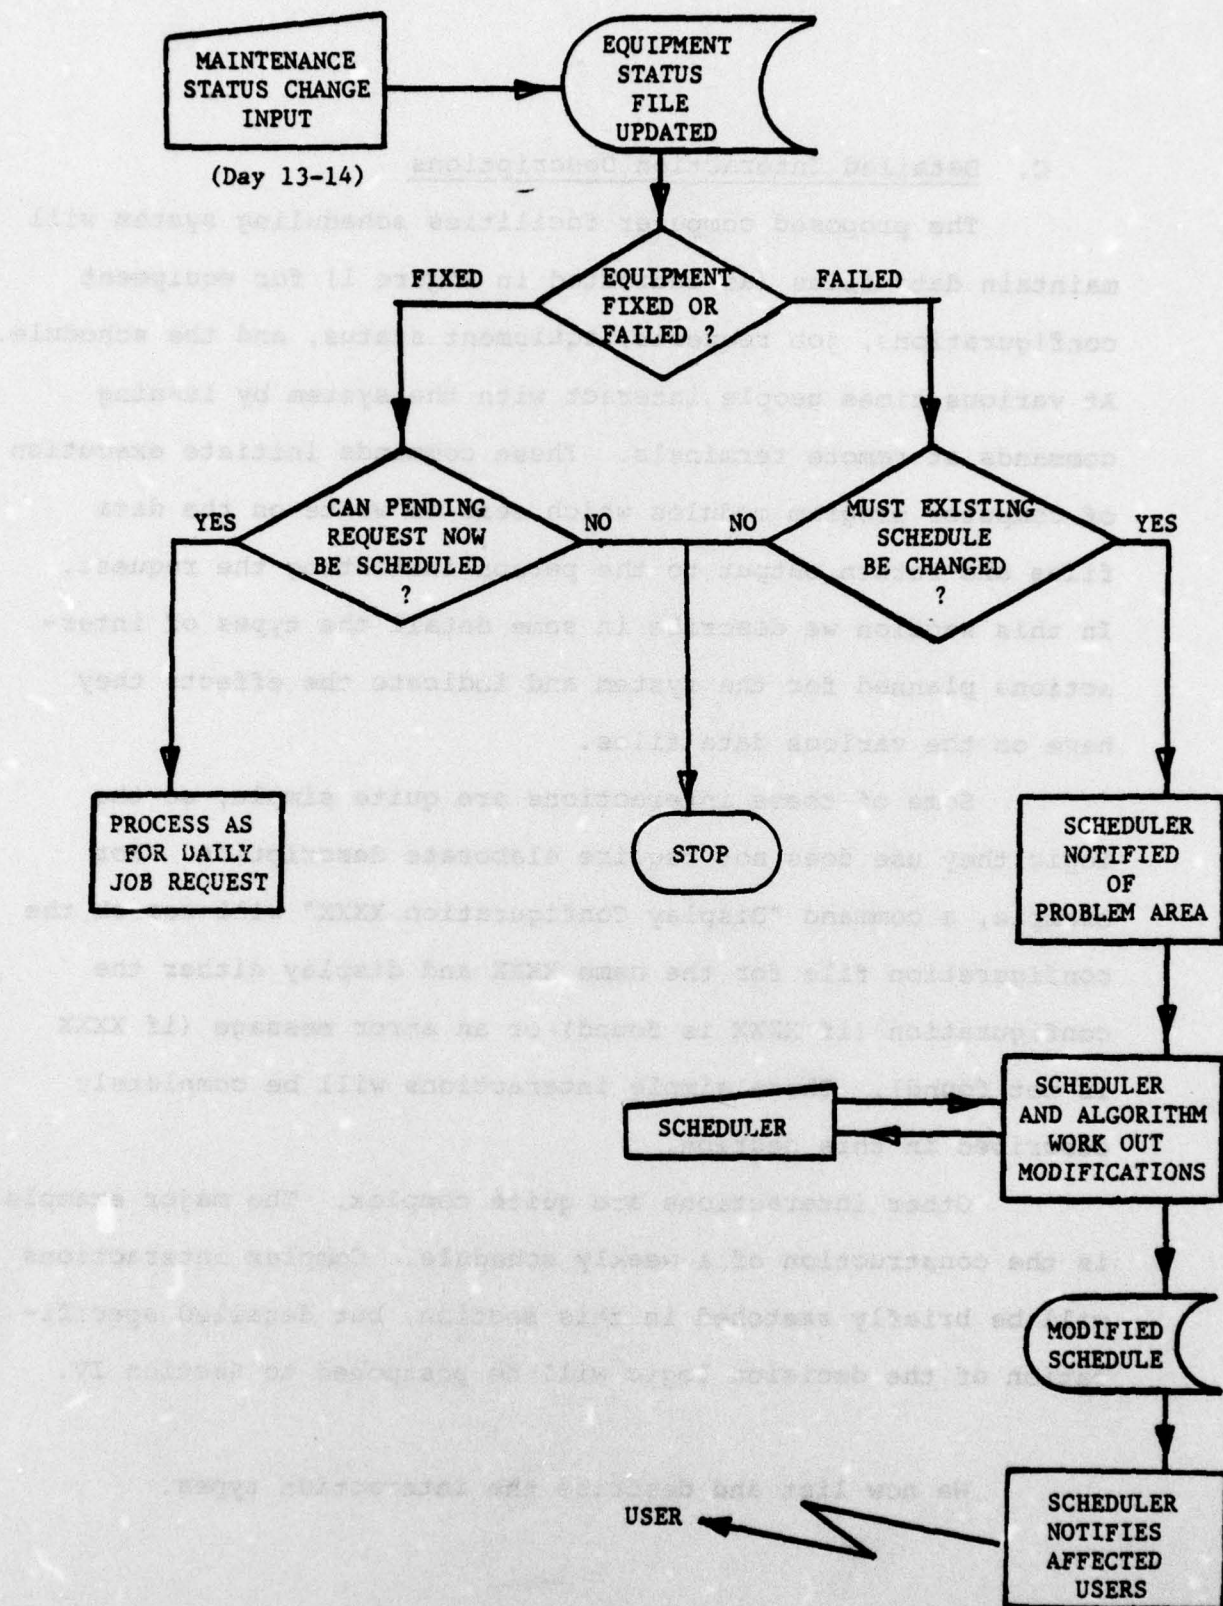 MAINTENANCE
STATUS CHANGE
INPUT
(Day 13-14)
EQUIPMENT
STATUS
FILE
UPDATED
FIXED
EQUIPMENT
FIXED OR
FAILED ?
FAILED
YES
CAN PENDING
REQUEST NOW
BE SCHEDULED
?
NO
NO
MUST EXISTING
SCHEDULE
BE CHANGED
?
YES
PROCESS AS
FOR DAILY
JOB REQUEST
STOP
SCHEDULER
NOTIFIED
OF
PROBLEM AREA
SCHEDULER
SCHEDULER
AND ALGORITHM
WORK OUT
MODIFICATIONS
MODIFIED
SCHEDULE
USER
SCHEDULER
NOTIFIES
AFFECTED
USERS